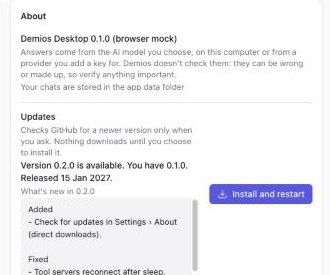 About
Demios Desktop 0.1.0 (browser mock)
Answers come from the AI model you choose, on this computer or from a
provider you add a key for. Demios doesn't check them: they can be wrong
or made up, so verify anything important.
Your chats are stored in the app data folder
Updates
Checks GitHub for a newer version only when
you ask. Nothing downloads until you choose
to install it.
Version 0.2.0 is available. You have 0.1.0.
Released 15 Jan 2027.
What's new in 0.2.0
Install and restart
Added
- Check for updates in Settings › About
(direct downloads).
Fixed
- Tool servers reconnect after sleep.